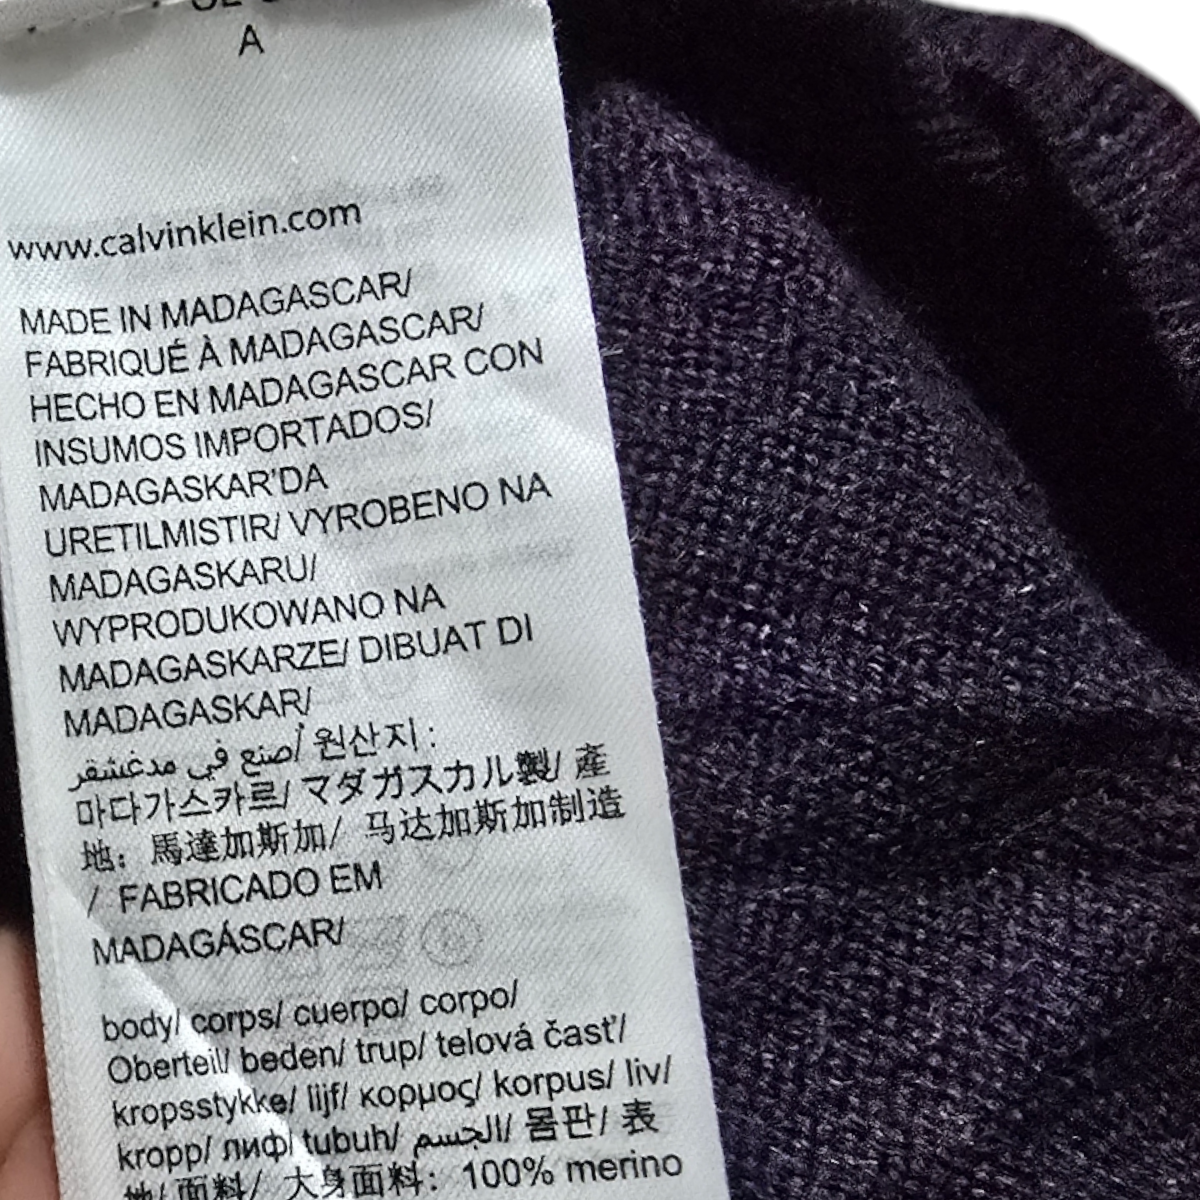 A
www.calvinklein.com
MADE IN MADAGASCAR/
FABRIQUÉ À MADAGASCAR/
HECHO EN MADAGASCAR CON
INSUMOS IMPORTADOS/
MADAGASKAR'DA
URETILMISTIR/ VYROBENO NA
MADAGASKARU/
WYPRODUKOWANO NA
MADAGASKARZE/ DIBUAT DI
MADAGASKAR/
صنع في مدغشقر/ 원산지:
마다가스카르/ マダガスカル製/ 產
地: 馬達加斯加/ 马达加斯加制造
/ FABRICADO EM
MADAGÁSCAR/
body/ corps/ cuerpo/ corpo/
Oberteil/ beden/ trup/ telová časť/
kropsstykke/ lijf/ κορμος/ korpus/ liv/
kropp/ лиф/ tubuh/ الجسم/ 몸판/ 表
地/ 面料/ 大身面料: 100% merino